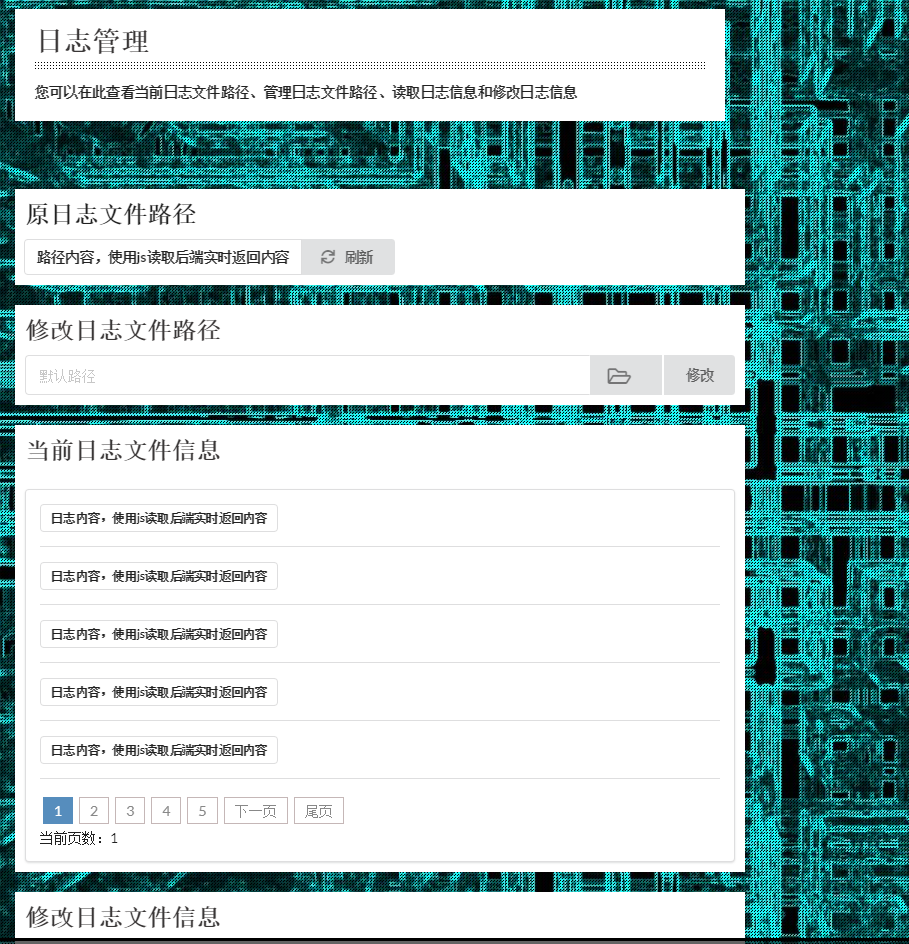 日志管理
您可以在此查看当前日志文件路径、管理日志文件路径、读取日志信息和修改日志信息
原日志文件路径
路径内容，使用js读取后端实时返回内容 刷新
修改日志文件路径
默认路径 修改
当前日志文件信息
日志内容，使用js读取后端实时返回内容
日志内容，使用js读取后端实时返回内容
日志内容，使用js读取后端实时返回内容
日志内容，使用js读取后端实时返回内容
日志内容，使用js读取后端实时返回内容
1 2 3 4 5 下一页 尾页
当前页数：1
修改日志文件信息